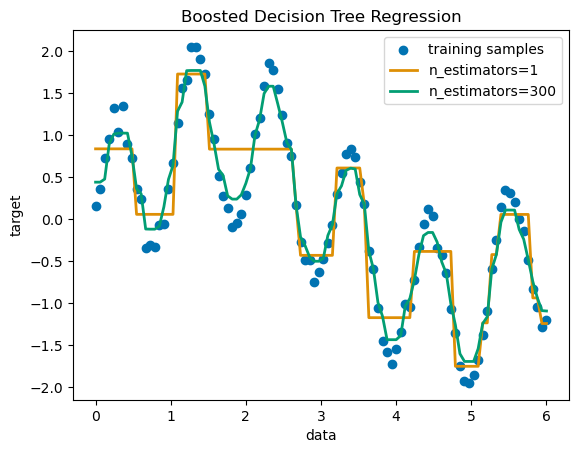 Boosted Decision Tree Regression
training samples
n_estimators=1
n_estimators=300
target
2.0
1.5
1.0
0.5
0.0
−0.5
−1.0
−1.5
−2.0
0 1 2 3 4 5 6
data